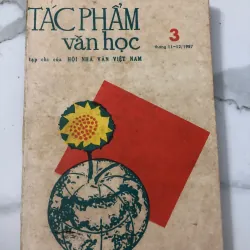 TÁC PHẨM
văn học
tạp chí của HỘI NHÀ VĂN VIỆT NAM
3
tháng 11-12/1987